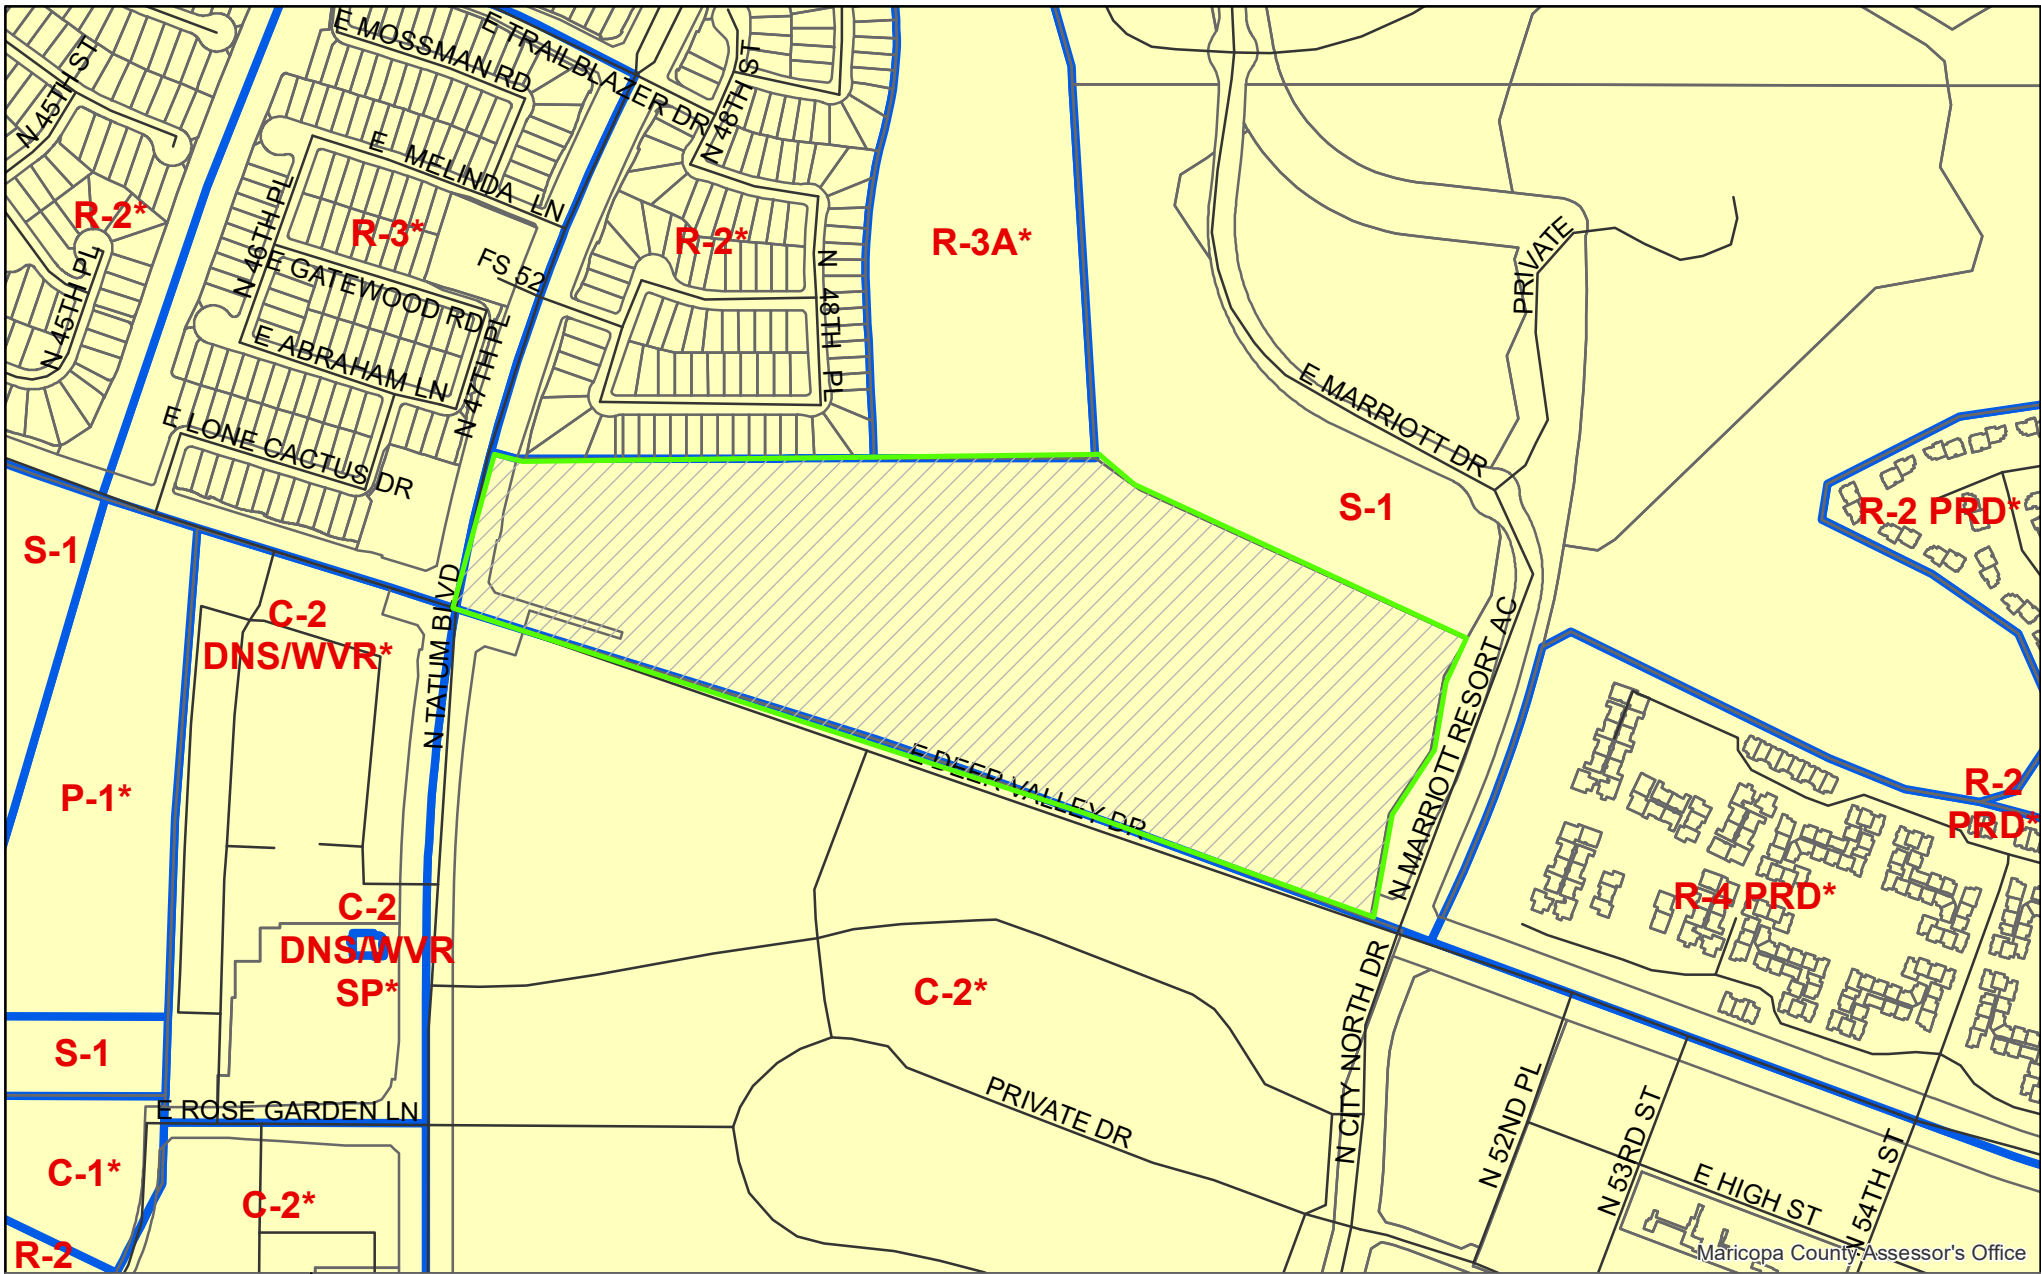 E MOSSMAN RD
E TRAILBLAZER DR
N 45TH ST
N 48TH ST
E MELINDA LN
R-2*
R-3*
R-2*
R-3A*
N 46TH PL
FS 52
E GATEWOOD RD
N 45TH PL
N 48TH PL
PRIVATE
E ABRAHAM LN
N 47TH PL
E LONE CACTUS DR
E MARRIOTT DR
S-1
R-2 PRD*
S-1
C-2
DNS/WVR*
N TATUM BLVD
N MARRIOTT RESORT AC
E DEER VALLEY DR
P-1*
R-2
PRD*
R-4 PRD*
C-2
DNS/WVR
SP*
C-2*
N CITY NORTH DR
S-1
PRIVATE DR
E ROSE GARDEN LN
N 52ND PL
N 53RD ST
E HIGH ST
N 54TH ST
C-1*
C-2*
R-2
Maricopa County Assessor's Office